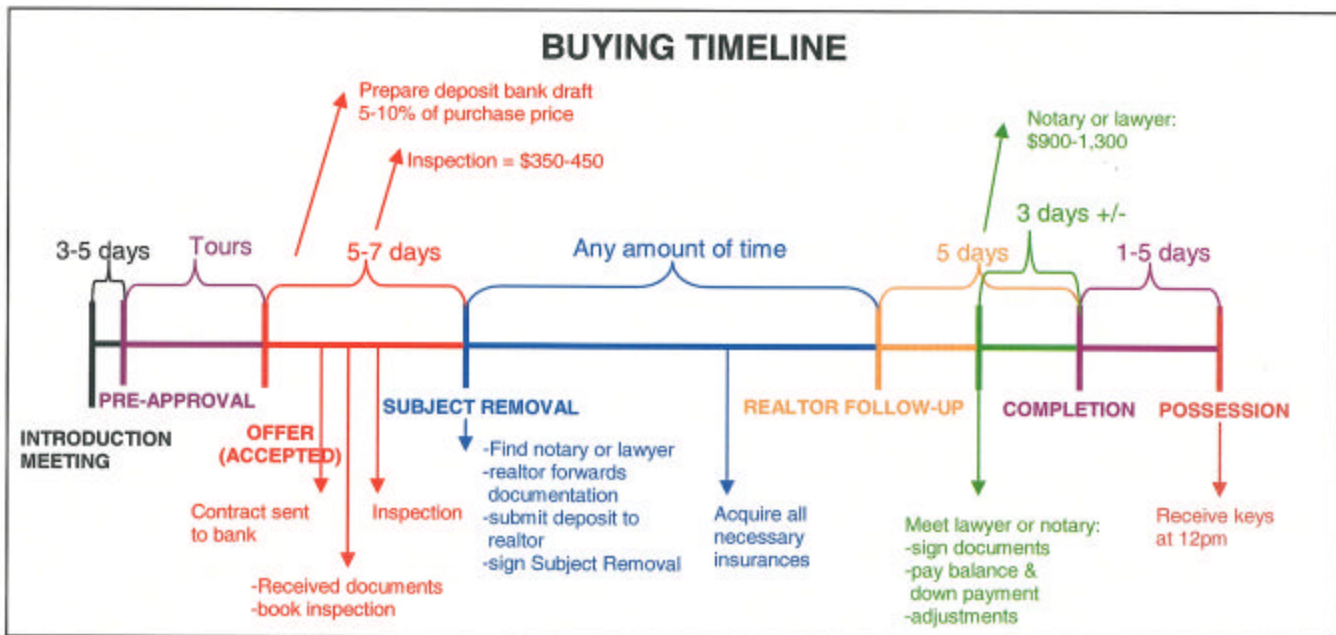 BUYING TIMELINE
Prepare deposit bank draft
5-10% of purchase price
Inspection = $350-450
Notary or lawyer:
$900-1,300
3-5 days
Tours
5-7 days
Any amount of time
5 days
3 days +/-
1-5 days
INTRODUCTION
MEETING
PRE-APPROVAL
OFFER
(ACCEPTED)
SUBJECT REMOVAL
REALTOR FOLLOW-UP
COMPLETION
POSSESSION
Contract sent
to bank
-Received documents
-book inspection
Inspection
-Find notary or lawyer
-realtor forwards
documentation
-submit deposit to
realtor
-sign Subject Removal
Acquire all
necessary
insurances
Meet lawyer or notary:
-sign documents
-pay balance &
down payment
-adjustments
Receive keys
at 12pm